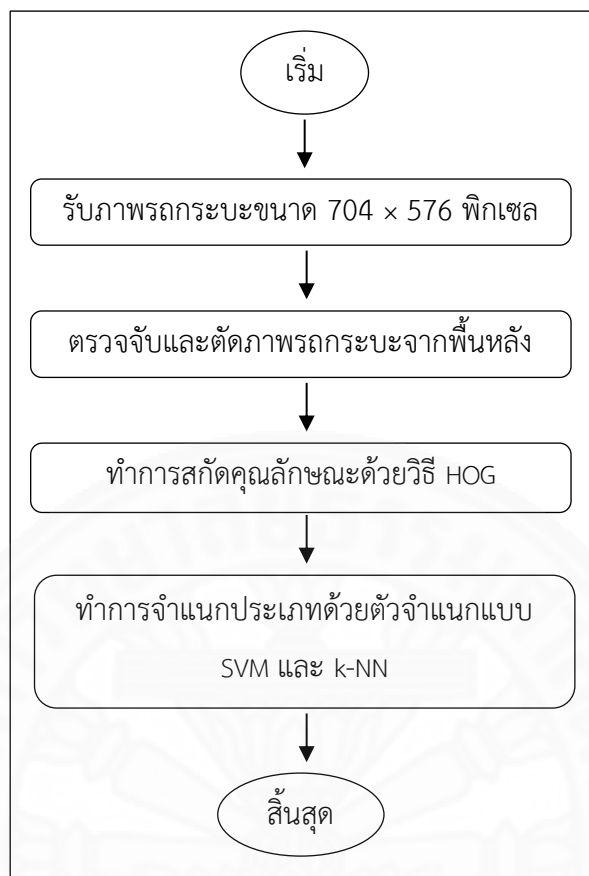 เริ่ม
รับภาพรถกระบะขนาด 704 × 576 พิกเซล
ตรวจจับและตัดภาพรถกระบะจากพื้นหลัง
ทำการสกัดคุณลักษณะด้วยวิธี HOG
ทำการจำแนกประเภทด้วยตัวจำแนกแบบ
SVM และ k-NN
สิ้นสุด